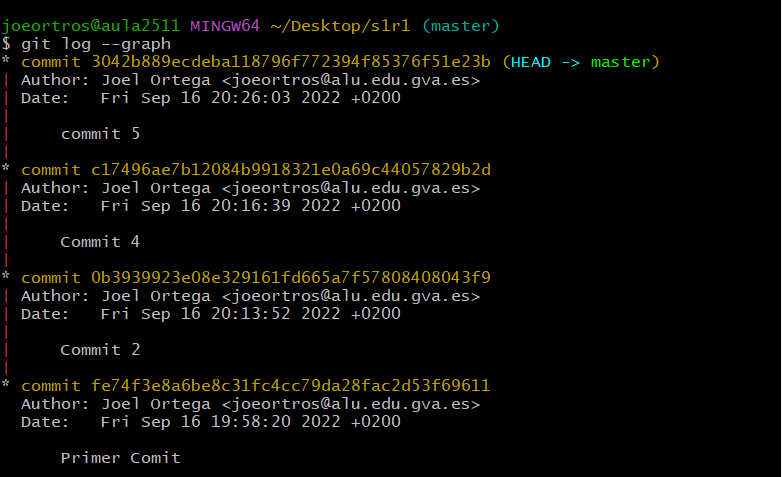 joeortros@aula2511 MINGW64 ~/Desktop/s1r1 (master)
$ git log --graph
* commit 3042b889ecdeba118796f772394f85376f51e23b (HEAD -> master)
| Author: Joel Ortega <joeortros@alu.edu.gva.es>
| Date:   Fri Sep 16 20:26:03 2022 +0200
|
|     commit 5
|
* commit c17496ae7b12084b9918321e0a69c44057829b2d
| Author: Joel Ortega <joeortros@alu.edu.gva.es>
| Date:   Fri Sep 16 20:16:39 2022 +0200
|
|     Commit 4
|
* commit 0b3939923e08e329161fd665a7f57808408043f9
| Author: Joel Ortega <joeortros@alu.edu.gva.es>
| Date:   Fri Sep 16 20:13:52 2022 +0200
|
|     Commit 2
|
* commit fe74f3e8a6be8c31fc4cc79da28fac2d53f69611
  Author: Joel Ortega <joeortros@alu.edu.gva.es>
  Date:   Fri Sep 16 19:58:20 2022 +0200

      Primer Comit